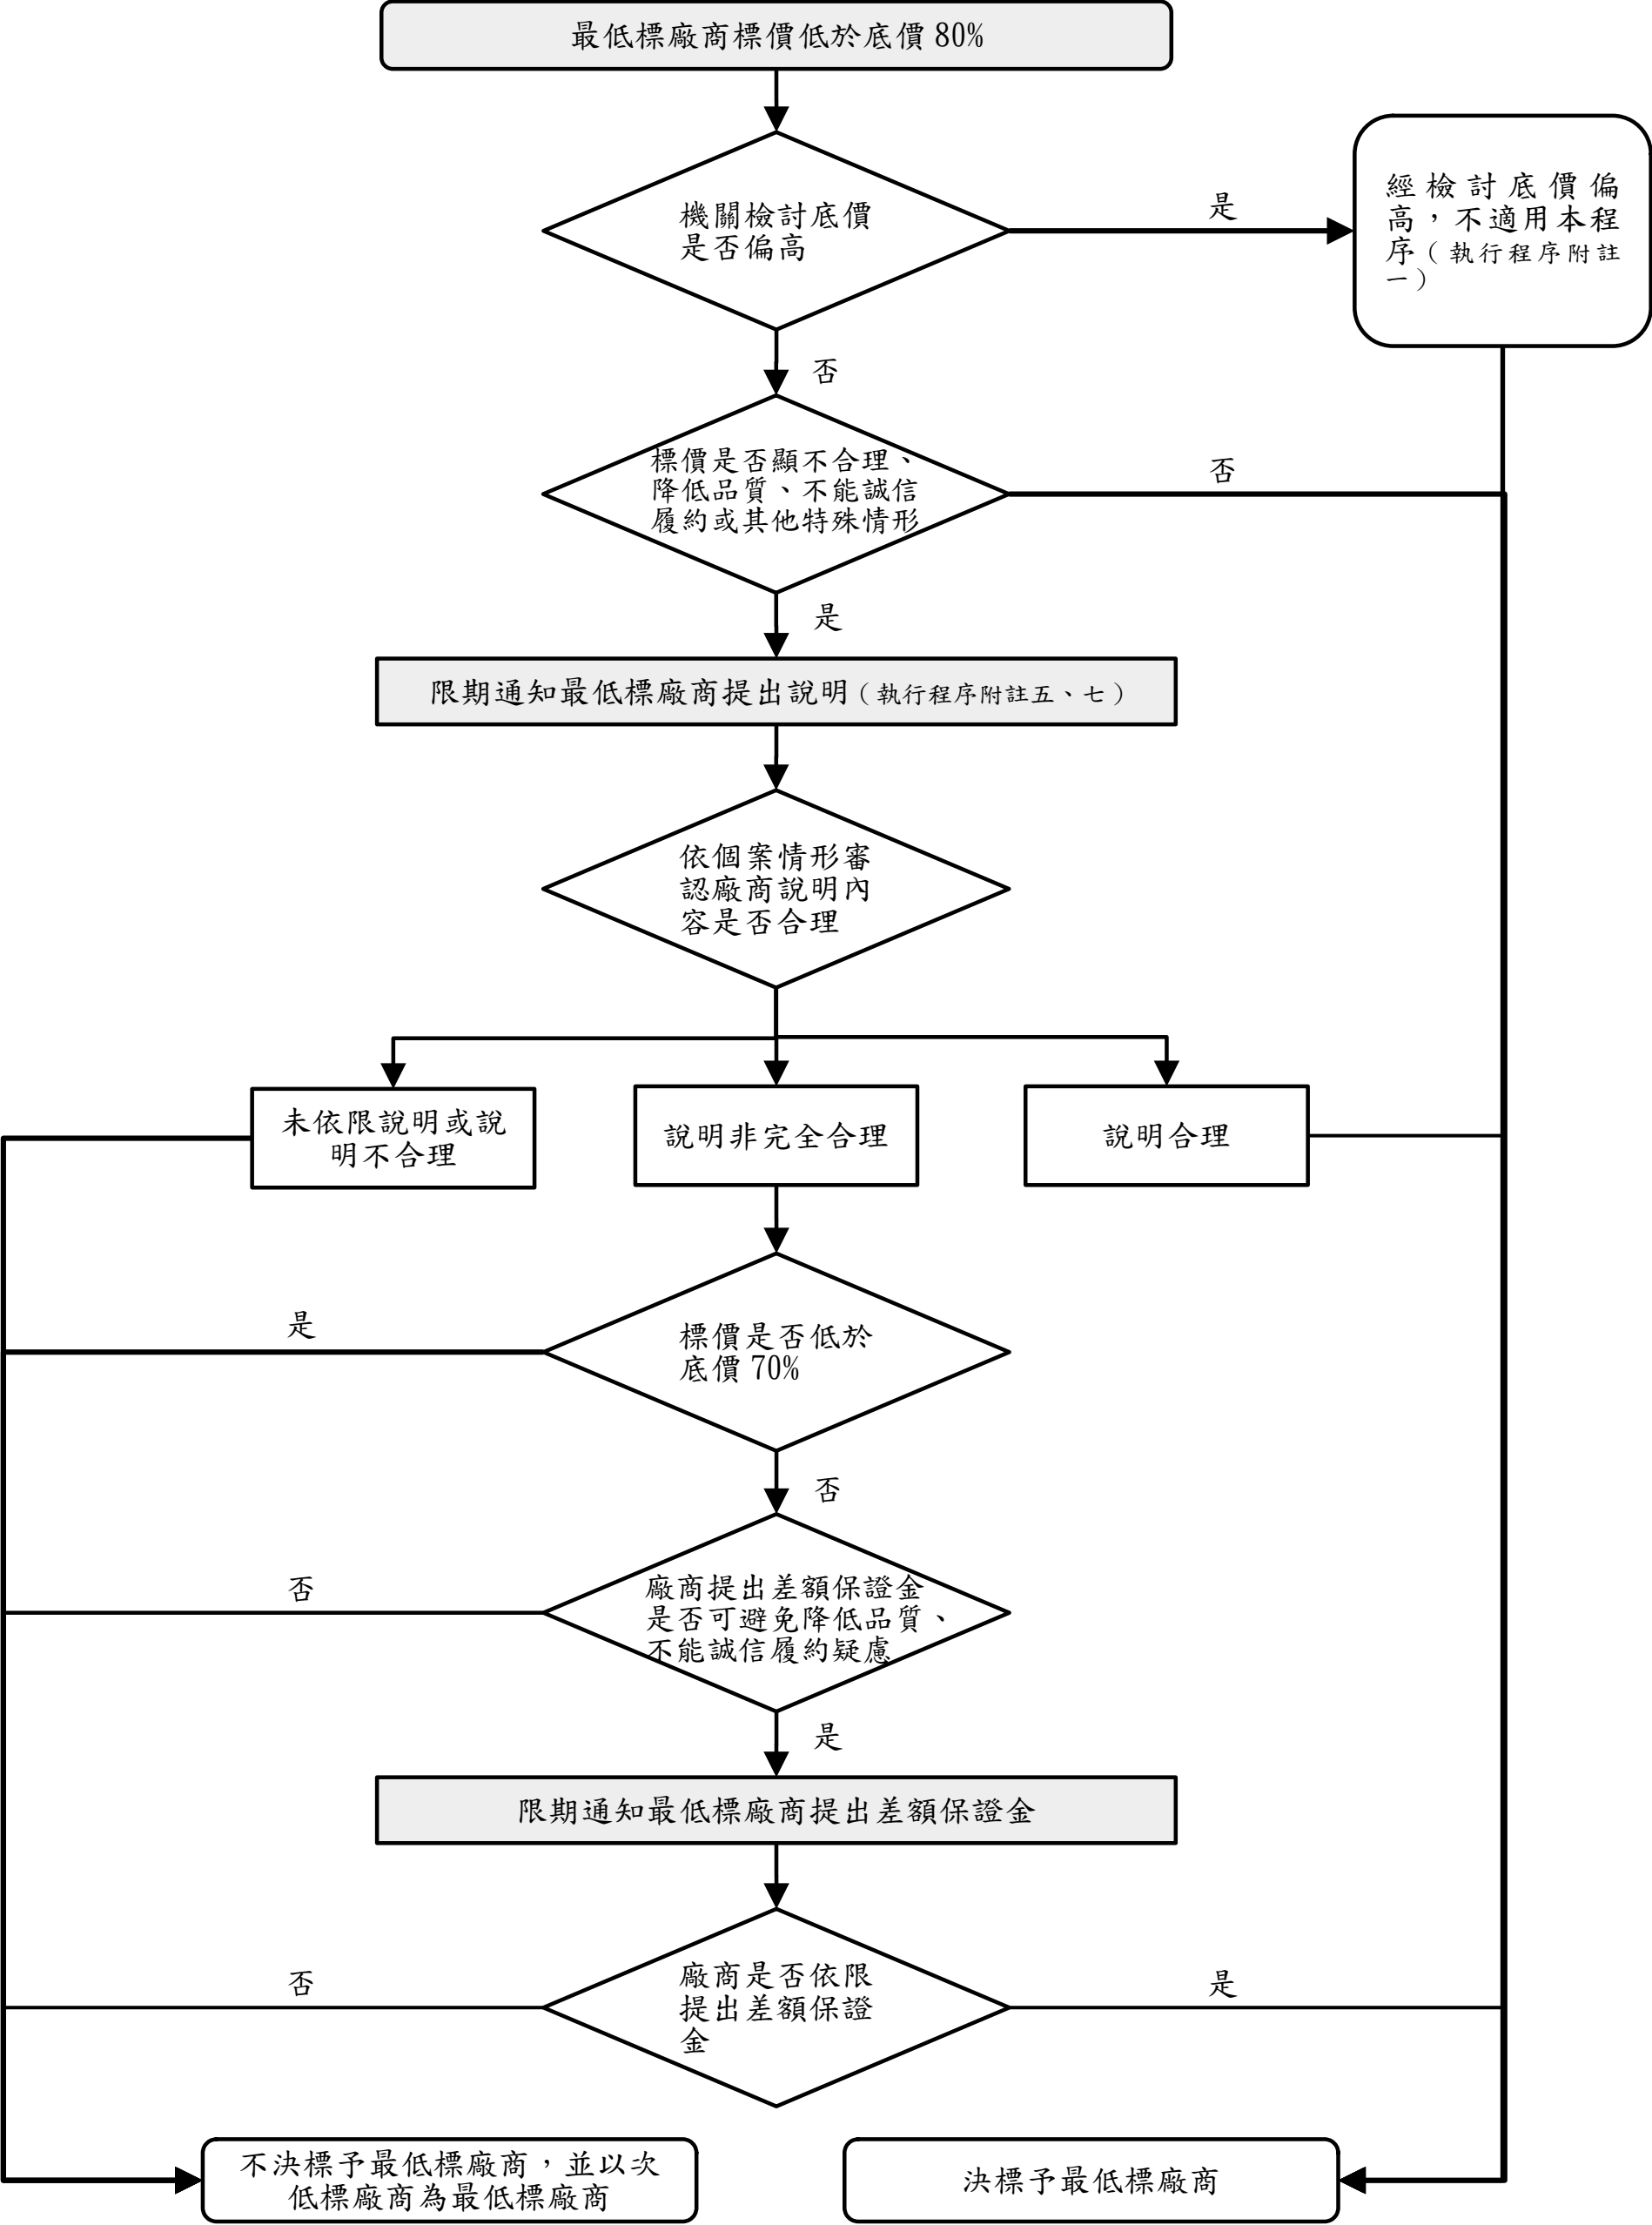 最低標廠商標價低於底價80%
機關檢討底價
是否偏高
是
經檢討底價偏
高，不適用本程
序（執行程序附註
一）
否
標價是否顯不合理、
降低品質、不能誠信
履約或其他特殊情形
否
是
限期通知最低標廠商提出說明（執行程序附註五、七）
依個案情形審
認廠商說明內
容是否合理
未依限說明或說
明不合理
說明非完全合理
說明合理
是
標價是否低於
底價70%
否
否
廠商提出差額保證金
是否可避免降低品質、
不能誠信履約疑慮
是
限期通知最低標廠商提出差額保證金
否
廠商是否依限
提出差額保證
金
是
不決標予最低標廠商，並以次
低標廠商為最低標廠商
決標予最低標廠商